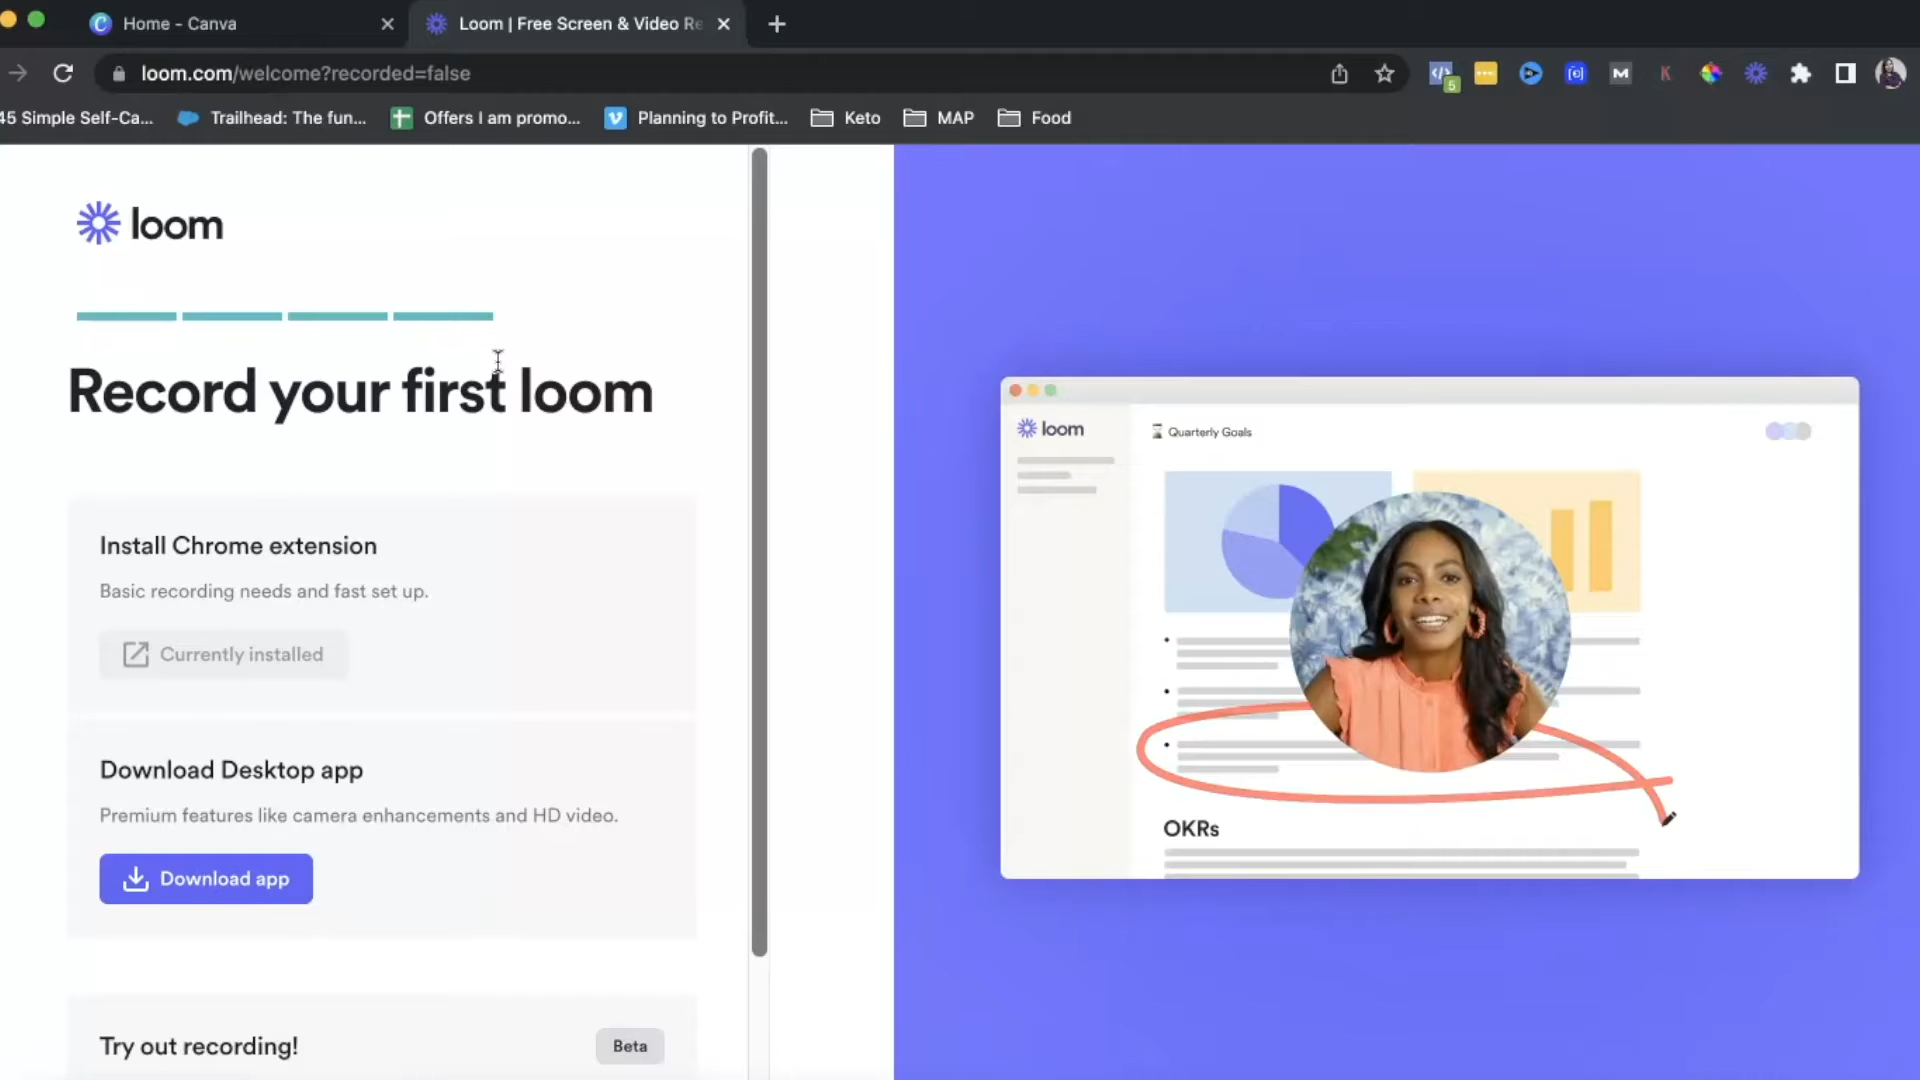 Home - Canva
Loom | Free Screen & Video Re
loom.com/welcome?recorded=false
5
45 Simple Self-Ca...
Trailhead: The fun...
Offers I am promo...
Planning to Profit...
Keto
MAP
Food
loom
Record your first loom
Install Chrome extension
Basic recording needs and fast set up.
Currently installed
Download Desktop app
Premium features like camera enhancements and HD video.
Download app
Try out recording!
Beta
loom
Quarterly Goals
OKRs